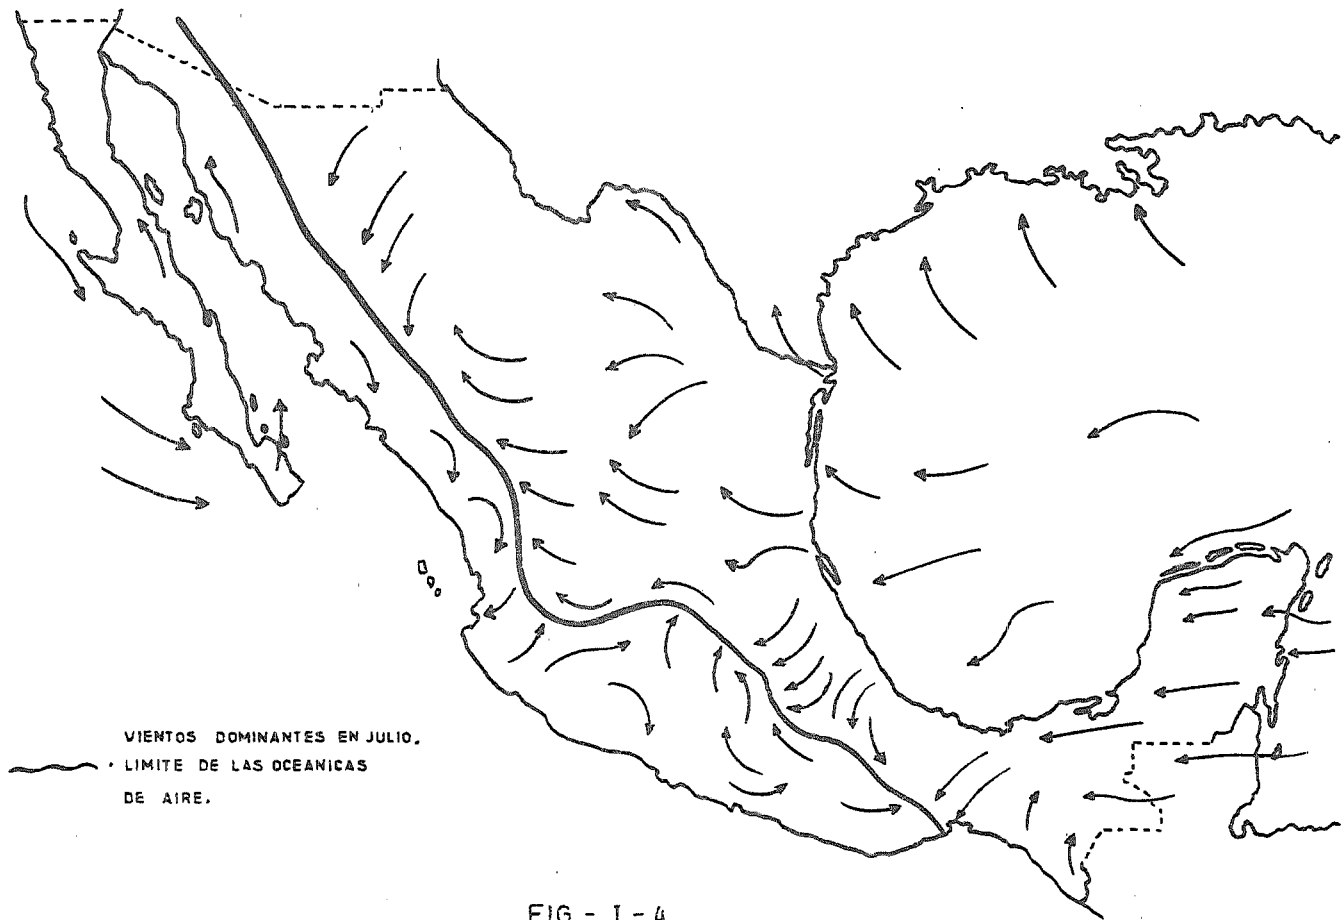 VIENTOS DOMINANTES EN JULIO.
LIMITE DE LAS OCEANICAS
DE AIRE.
FIG - I - 4